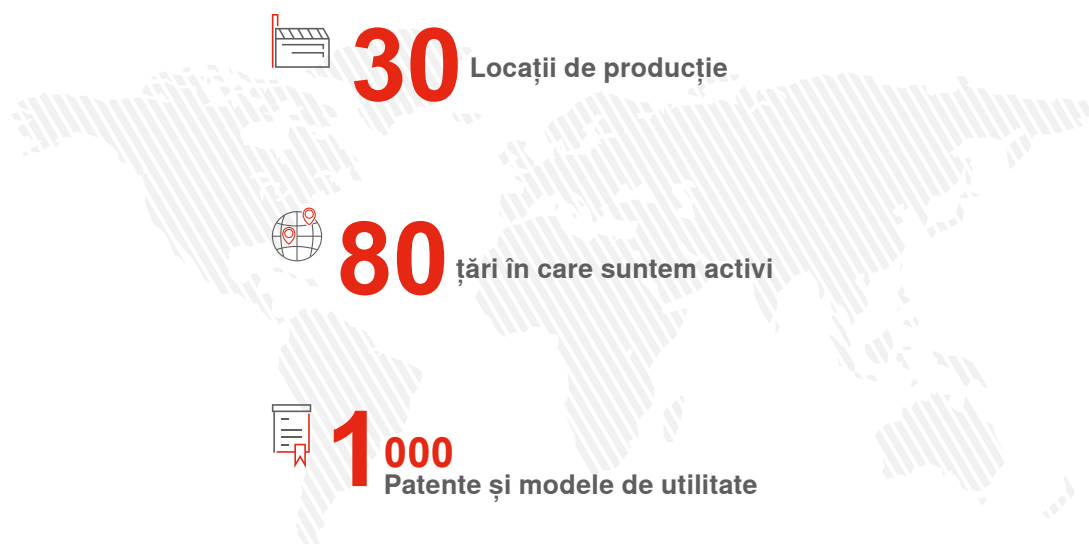 30 Locații de producție
80 țări în care suntem activi
1 000
Patente și modele de utilitate